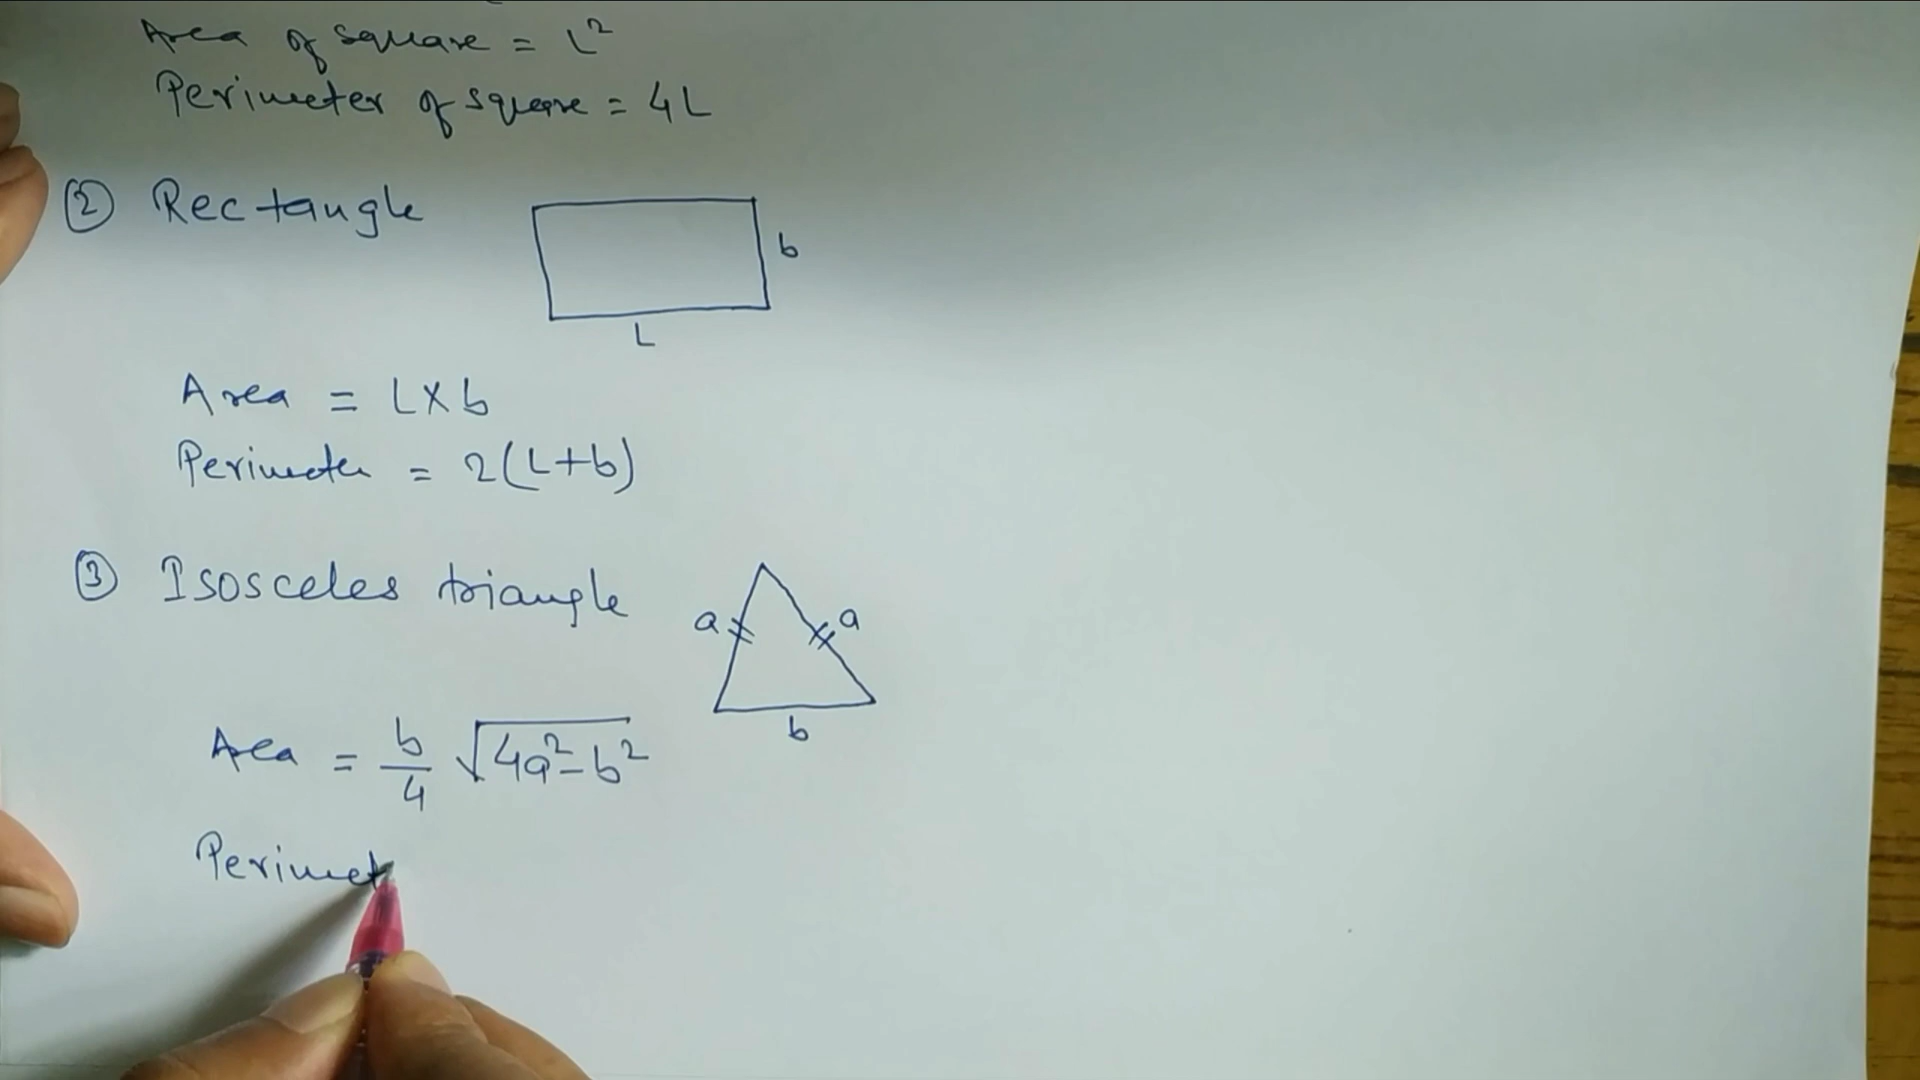 Area of square = L²
Perimeter of square = 4L
② Rectangle
b
L
Area = L×b
Perimeter = 2(L+b)
③ Isosceles triangle
a a
b
Area = b/4 √(4a²-b²)
Perimet